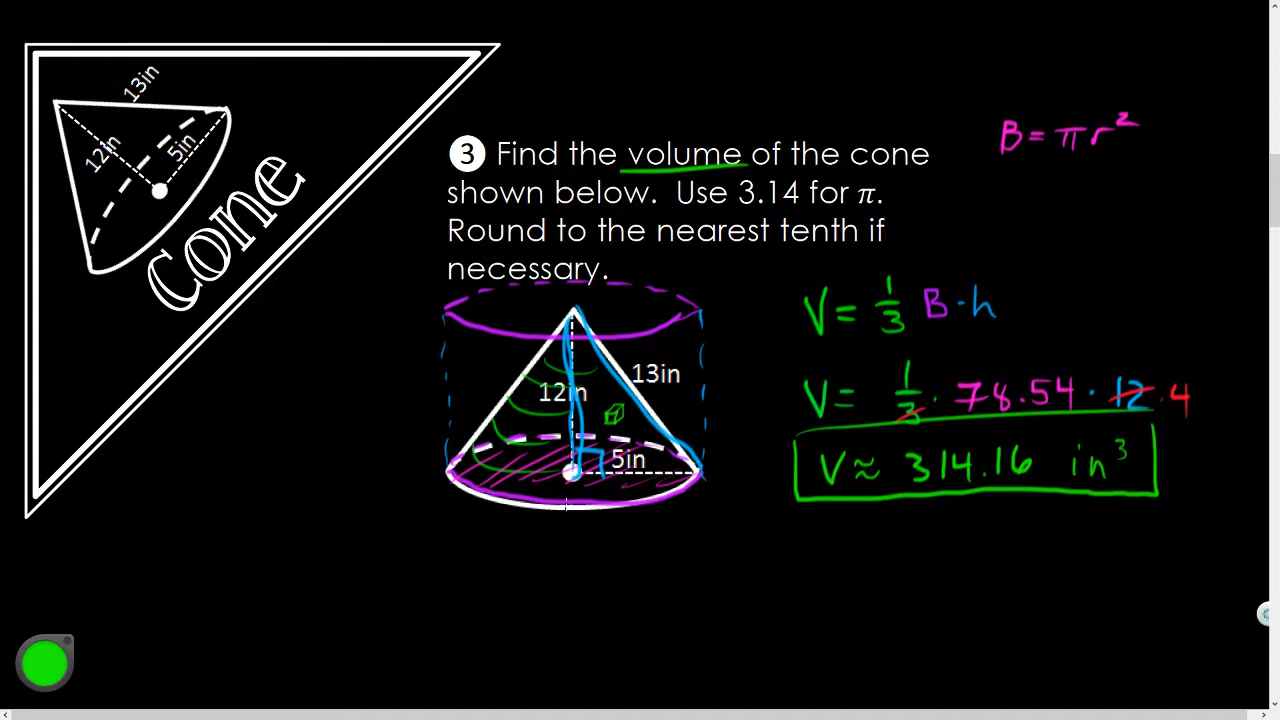 13in
12in
5in
Cone
3 Find the volume of the cone
shown below. Use 3.14 for π.
Round to the nearest tenth if
necessary.
13in
12in
5in
B = πr²
V = 1/3 B · h
V = 1/3 · 78.54 · 12 · 4
V ≈ 314.16 in³